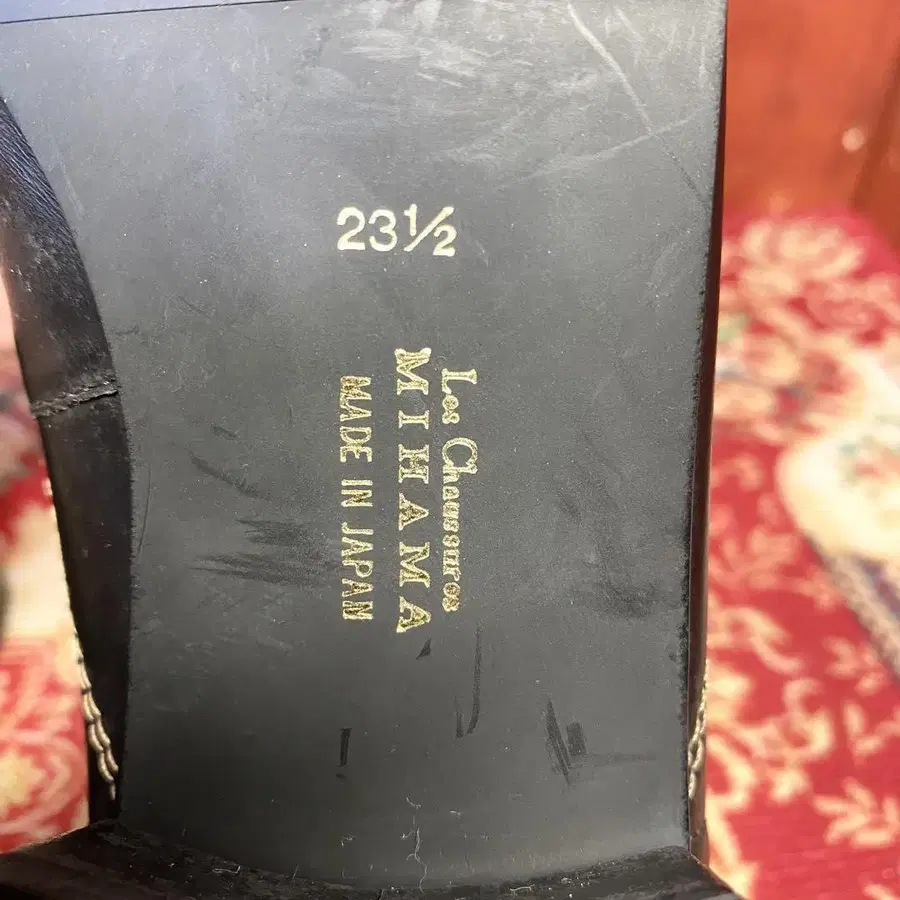 23½
Les Chaussures
MIHAMA
MADE IN JAPAN